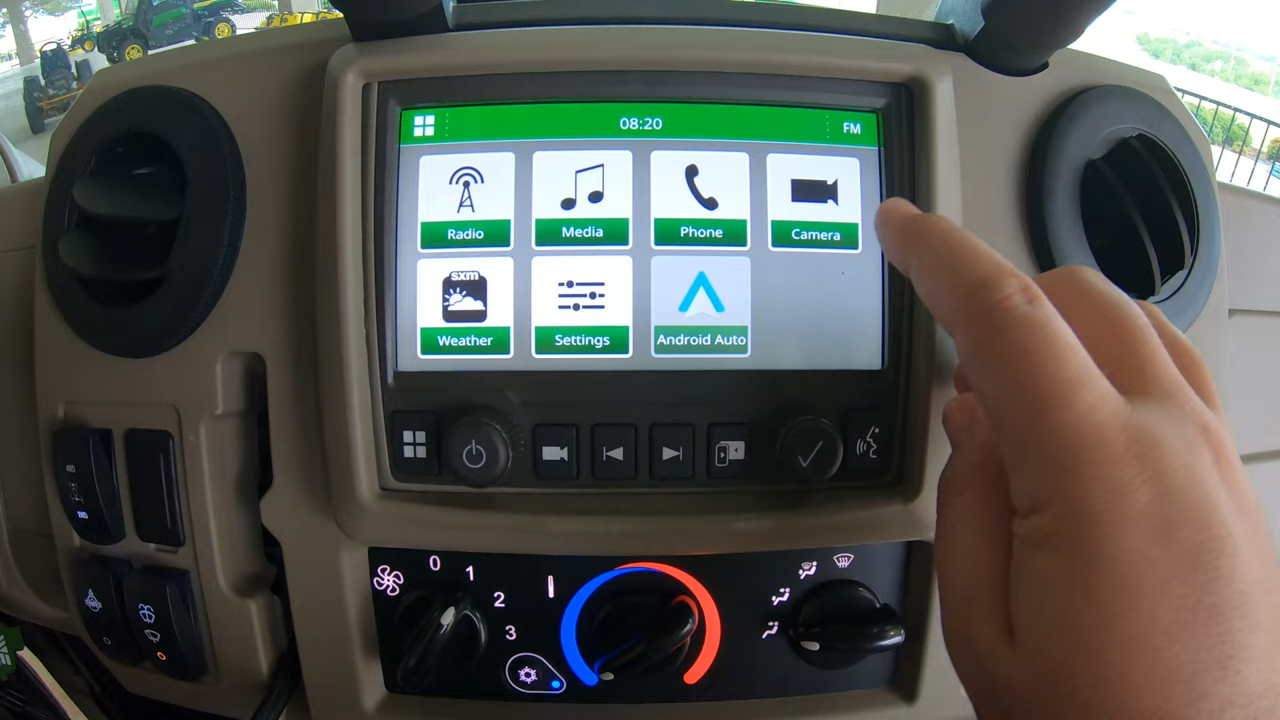 08:20
FM
Radio
Media
Phone
Camera
sxm
Weather
Settings
Android Auto
0
1
2
3